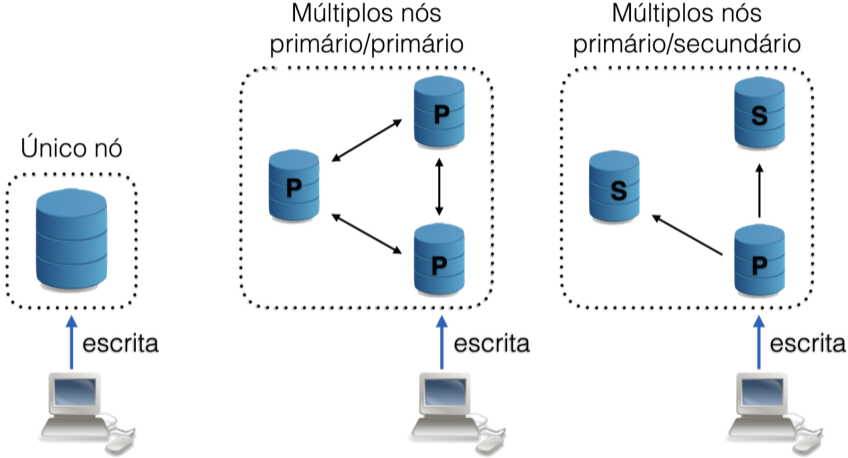 Único nó
escrita
Múltiplos nós
primário/primário
P
P
P
escrita
Múltiplos nós
primário/secundário
S
S
P
escrita